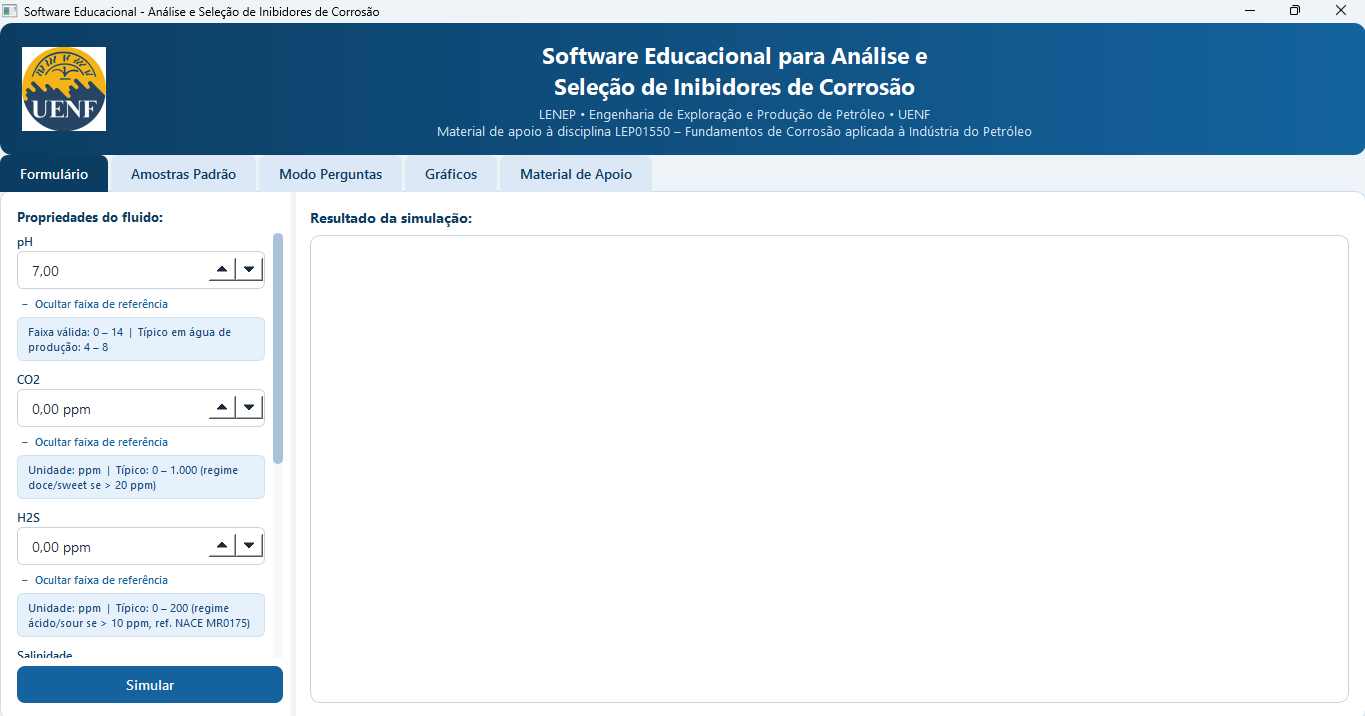 Software Educacional - Análise e Seleção de Inibidores de Corrosão
UENF
Software Educacional para Análise e
Seleção de Inibidores de Corrosão
LENEP • Engenharia de Exploração e Produção de Petróleo • UENF
Material de apoio à disciplina LEP01550 – Fundamentos de Corrosão aplicada à Indústria do Petróleo
Formulário
Amostras Padrão
Modo Perguntas
Gráficos
Material de Apoio
Propriedades do fluido:
pH
7,00
− Ocultar faixa de referência
Faixa válida: 0 – 14 | Típico em água de
produção: 4 – 8
CO2
0,00 ppm
− Ocultar faixa de referência
Unidade: ppm | Típico: 0 – 1.000 (regime
doce/sweet se > 20 ppm)
H2S
0,00 ppm
− Ocultar faixa de referência
Unidade: ppm | Típico: 0 – 200 (regime
ácido/sour se > 10 ppm, ref. NACE MR0175)
Salinidade
Simular
Resultado da simulação: